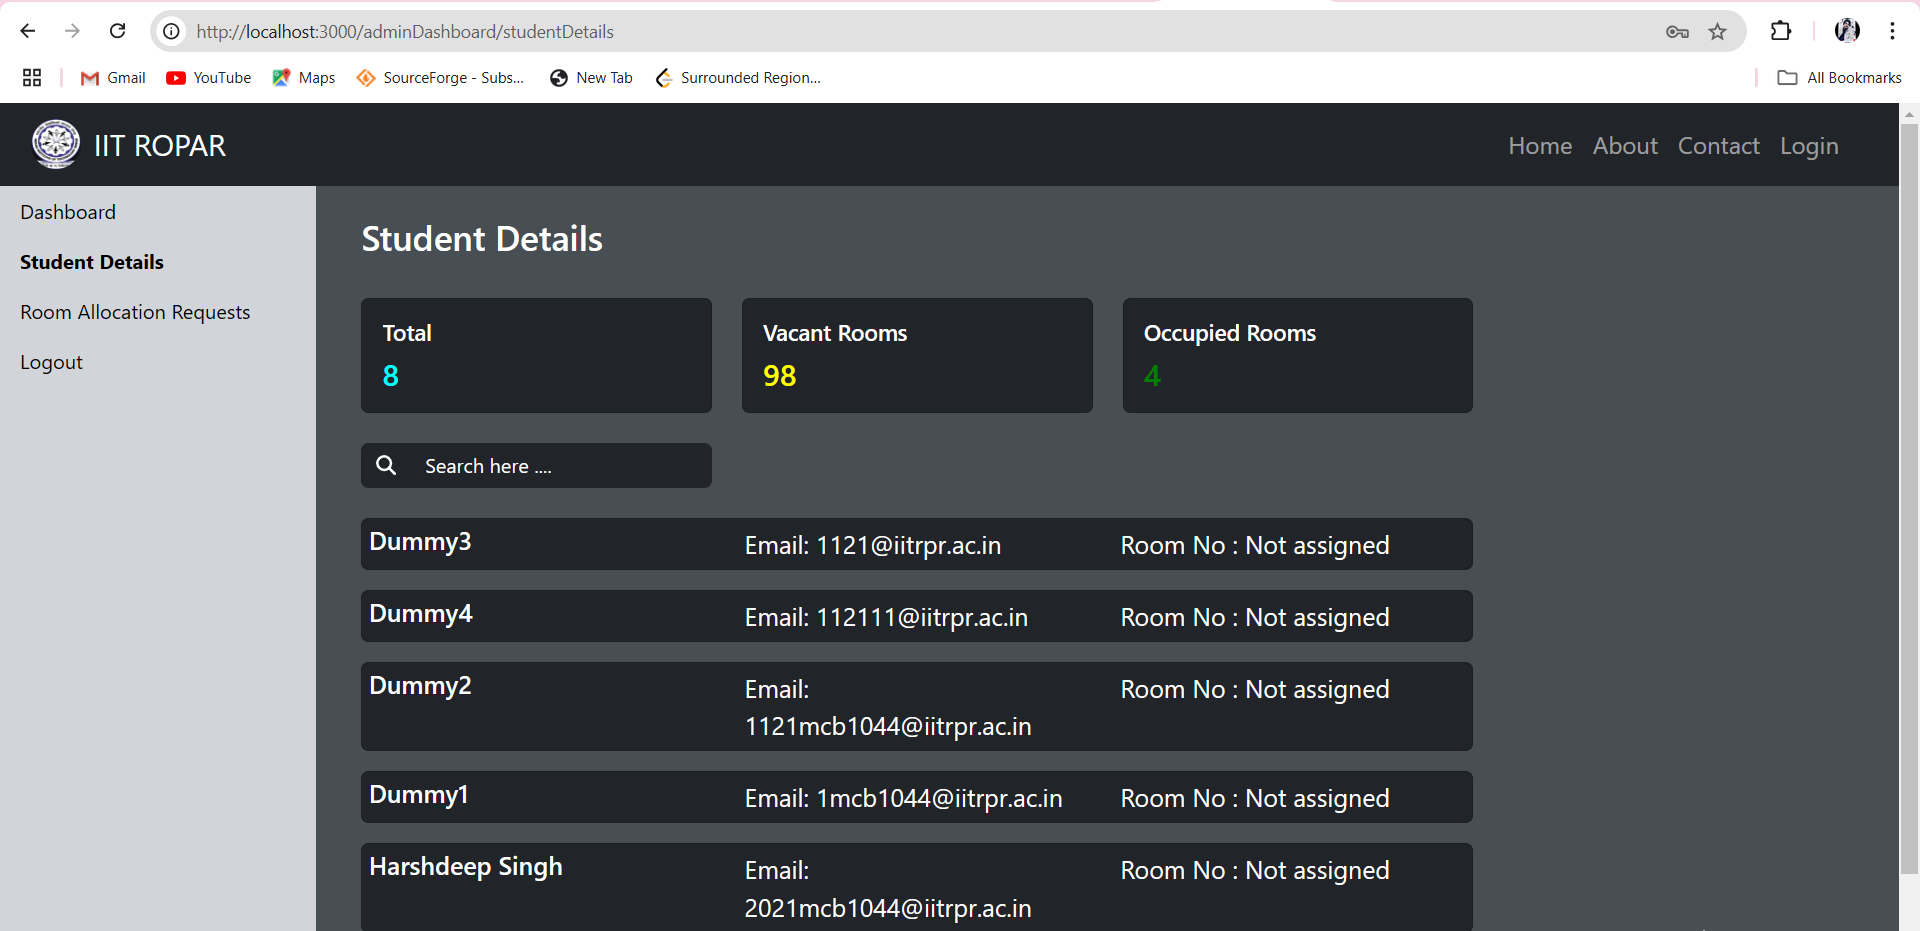 http://localhost:3000/adminDashboard/studentDetails
Gmail YouTube Maps SourceForge - Subs... New Tab Surrounded Region... All Bookmarks
IIT ROPAR Home About Contact Login
Dashboard
Student Details
Room Allocation Requests
Logout
Student Details
Total Vacant Rooms Occupied Rooms
8 98 4
Search here ....
Dummy3 Email: 1121@iitrpr.ac.in Room No : Not assigned
Dummy4 Email: 112111@iitrpr.ac.in Room No : Not assigned
Dummy2 Email: Room No : Not assigned
1121mcb1044@iitrpr.ac.in
Dummy1 Email: 1mcb1044@iitrpr.ac.in Room No : Not assigned
Harshdeep Singh Email: Room No : Not assigned
2021mcb1044@iitrpr.ac.in